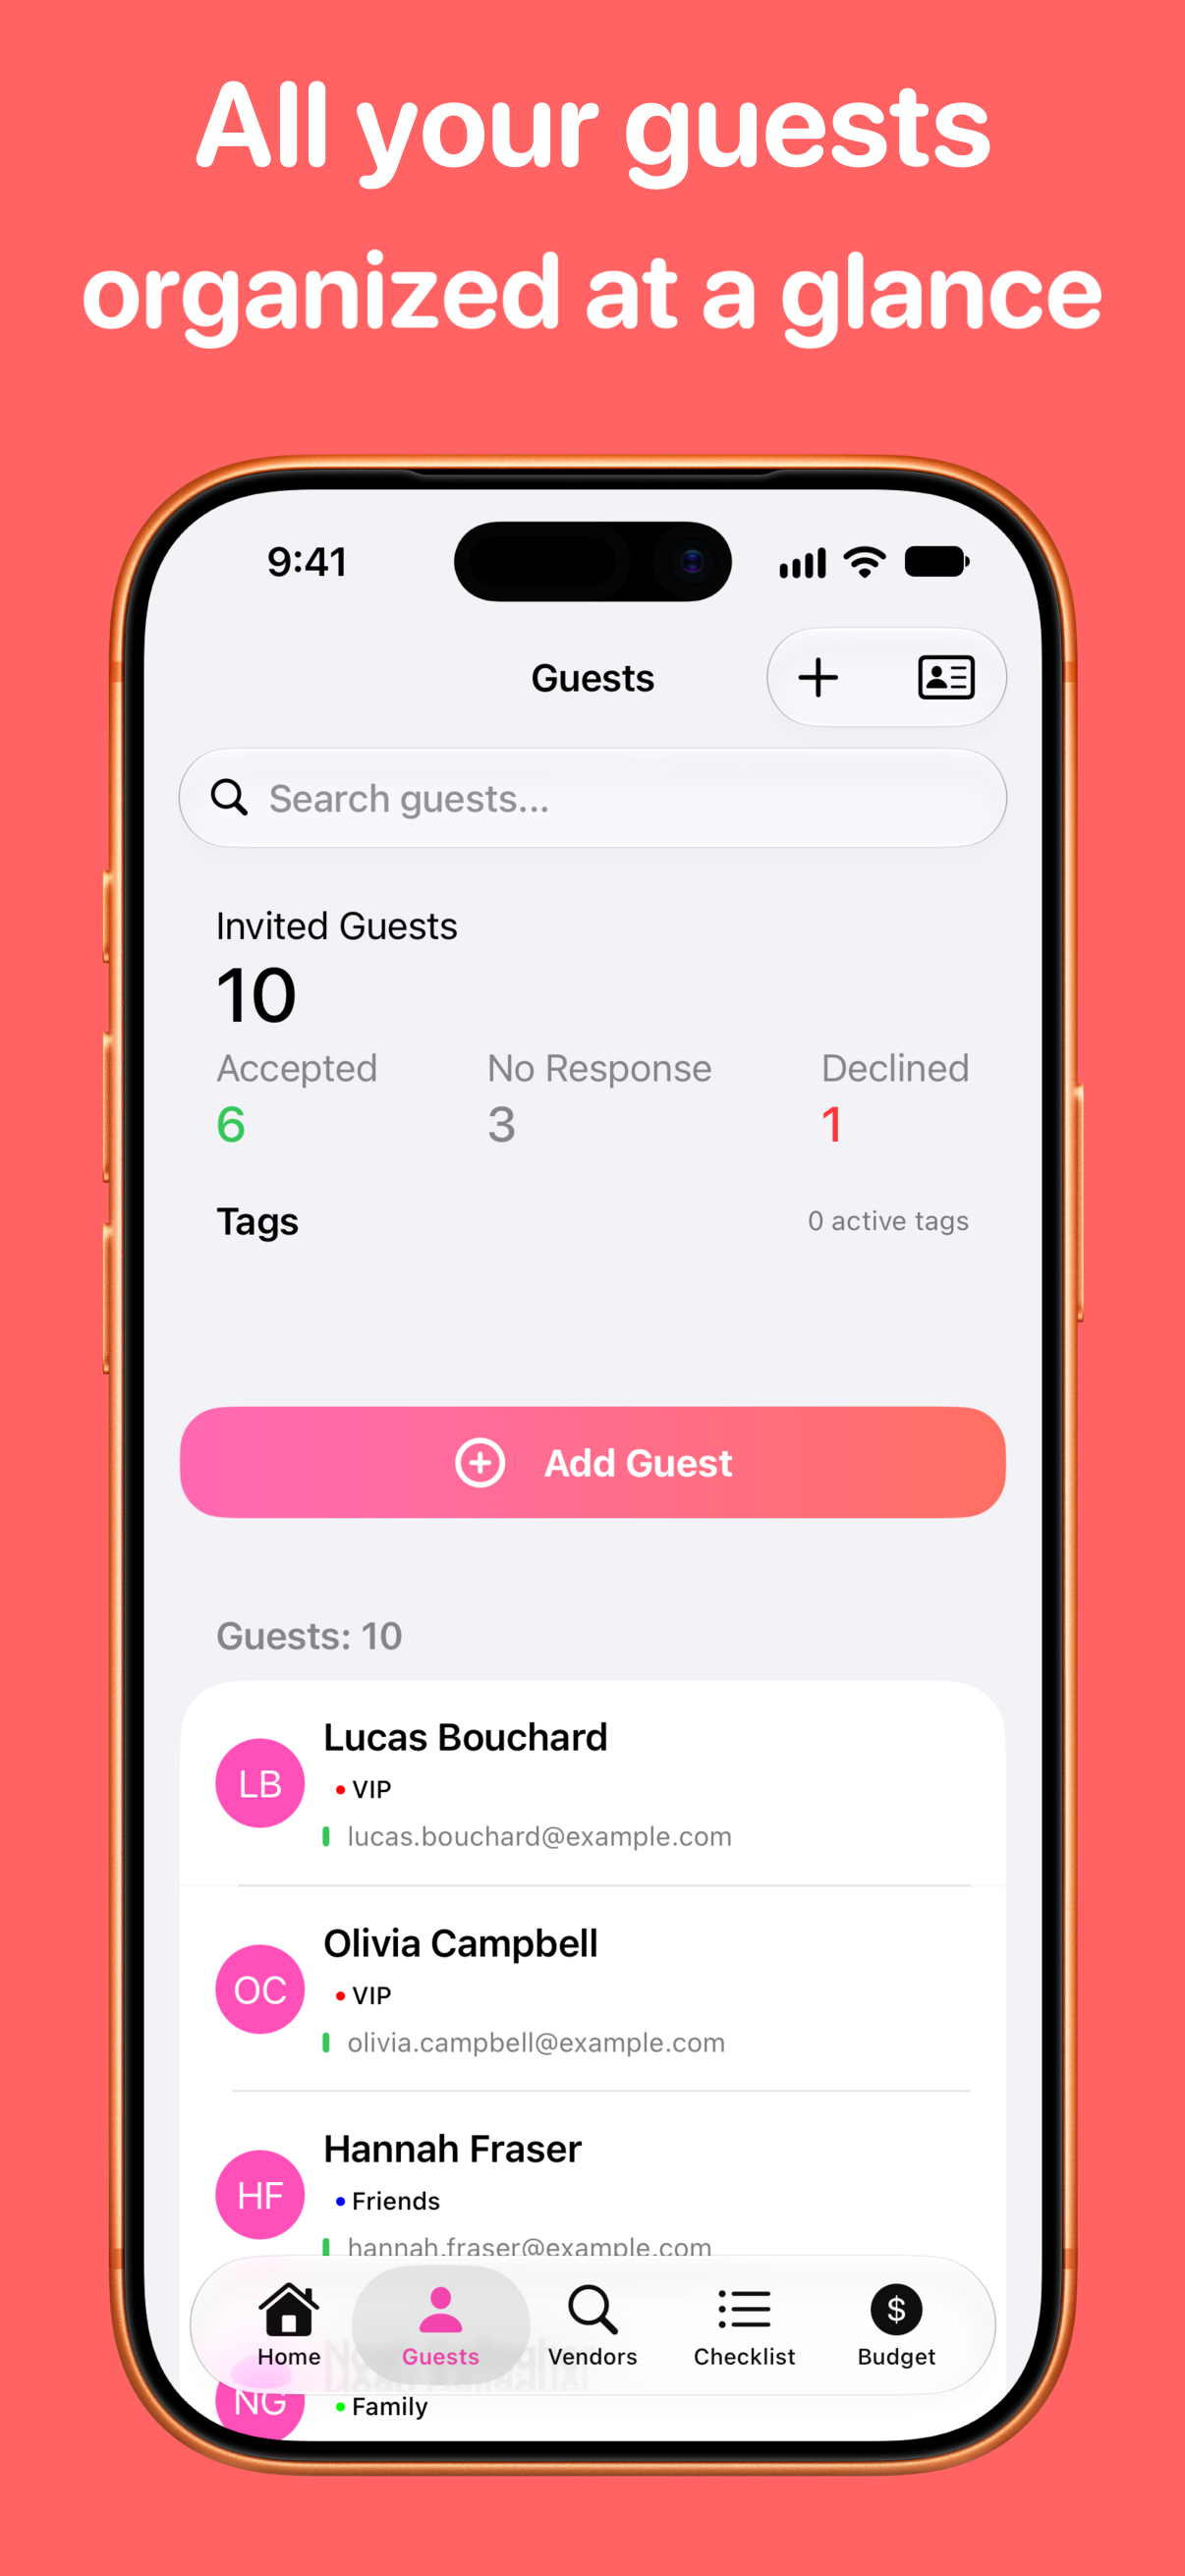 All your guests
organized at a glance
9:41
Guests
Search guests...
Invited Guests
10
Accepted No Response Declined
6 3 1
Tags 0 active tags
Add Guest
Guests: 10
LB
Lucas Bouchard
VIP
lucas.bouchard@example.com
OC
Olivia Campbell
VIP
olivia.campbell@example.com
HF
Hannah Fraser
Friends
hannah.fraser@example.com
Home Guests Vendors Checklist Budget
NG
Family